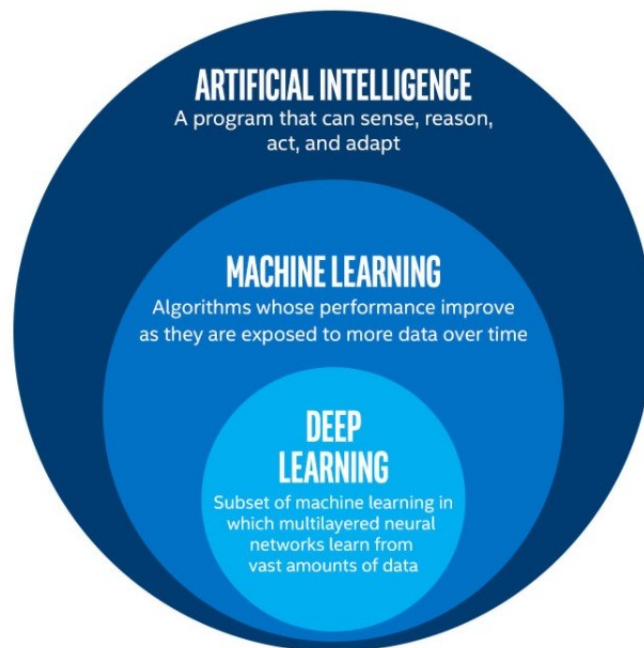 ARTIFICIAL INTELLIGENCE
A program that can sense, reason,
act, and adapt
MACHINE LEARNING
Algorithms whose performance improve
as they are exposed to more data over time
DEEP
LEARNING
Subset of machine learning in
which multilayered neural
networks learn from
vast amounts of data